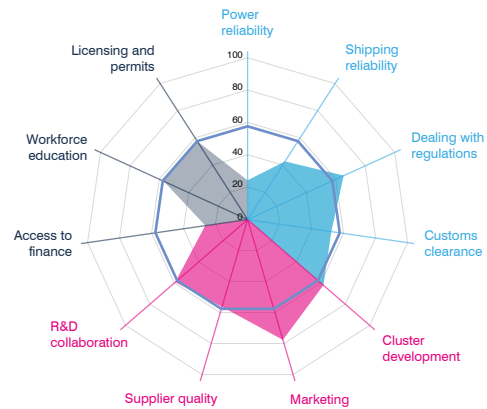 Power
reliability
Shipping
reliability
Dealing with
regulations
Customs
clearance
Cluster
development
Marketing
Supplier quality
R&D
collaboration
Access to
finance
Workforce
education
Licensing and
permits
100
80
60
40
20
0